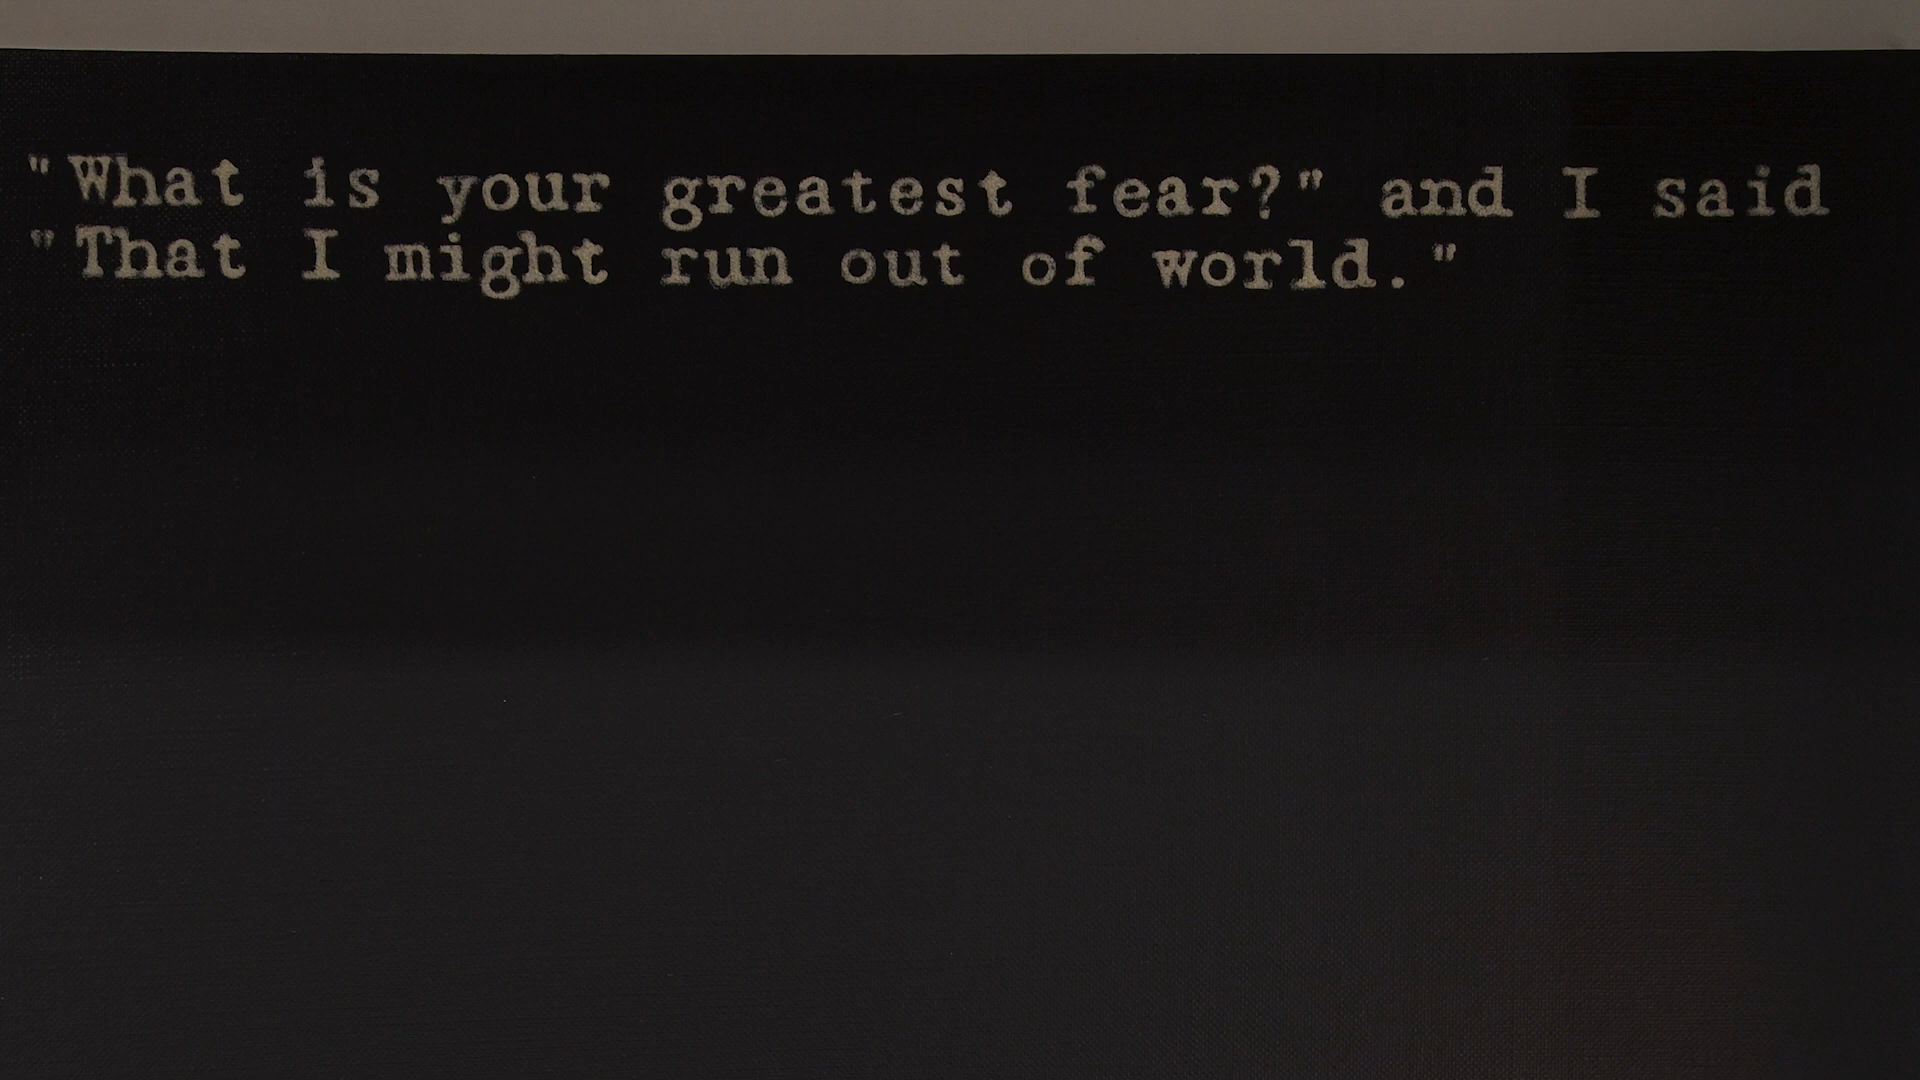 "What is your greatest fear?" and I said
"That I might run out of world."